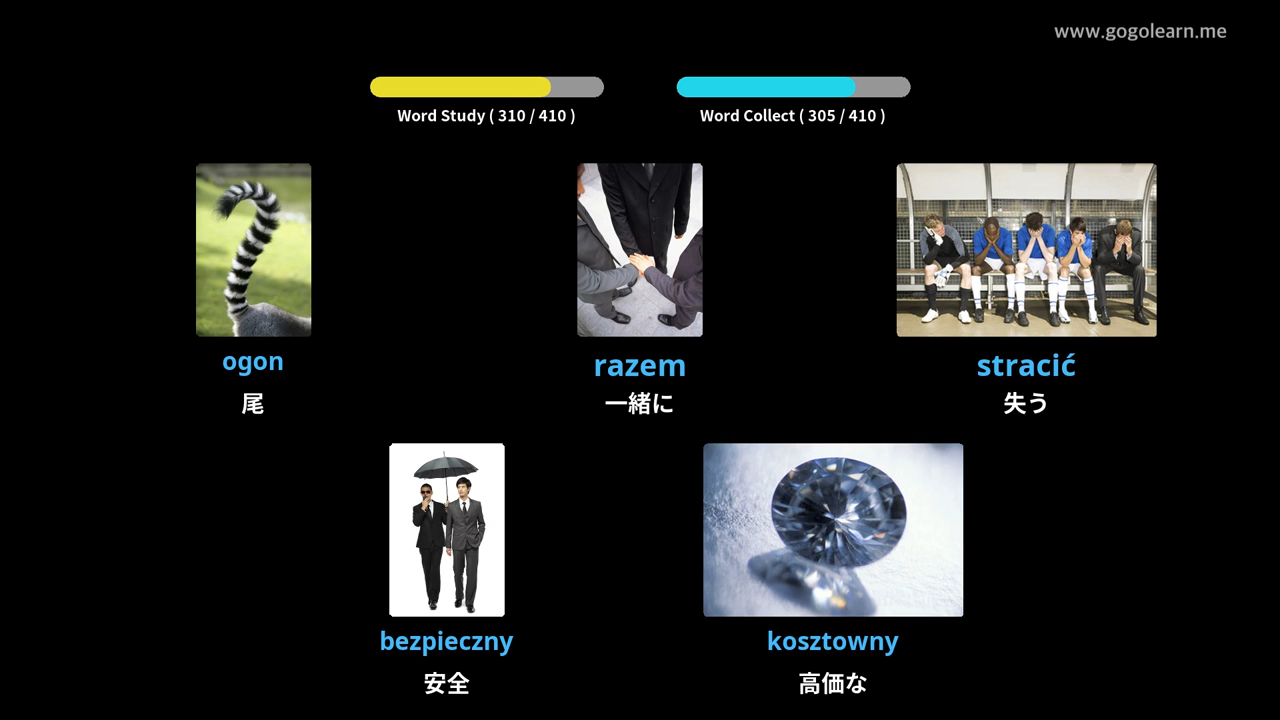 www.gogolearn.me
Word Study ( 310 / 410 )
Word Collect ( 305 / 410 )
ogon
尾
razem
一緒に
stracić
失う
bezpieczny
安全
kosztowny
高価な